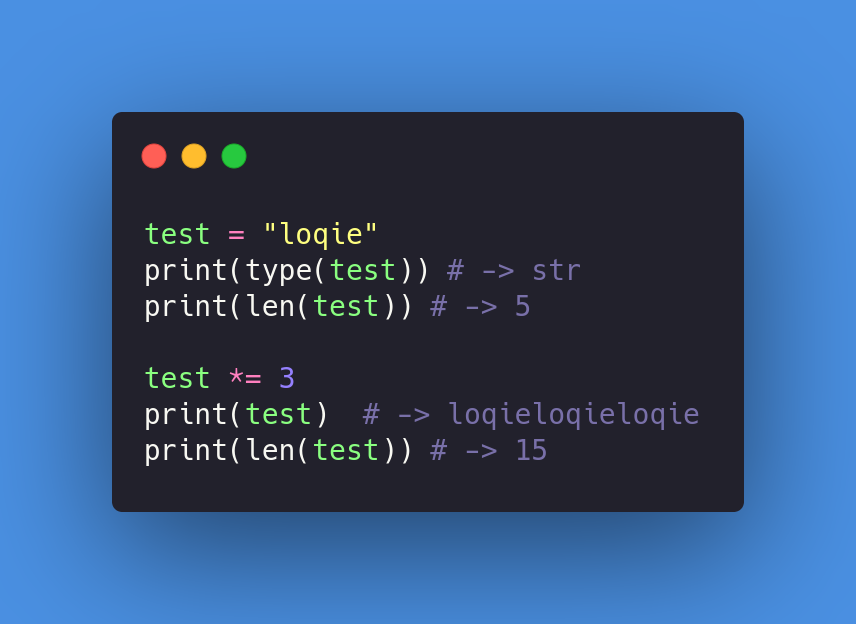 test = "loqie"
print(type(test)) # -> str
print(len(test)) # -> 5

test *= 3
print(test)  # -> loqieloqieloqie
print(len(test)) # -> 15